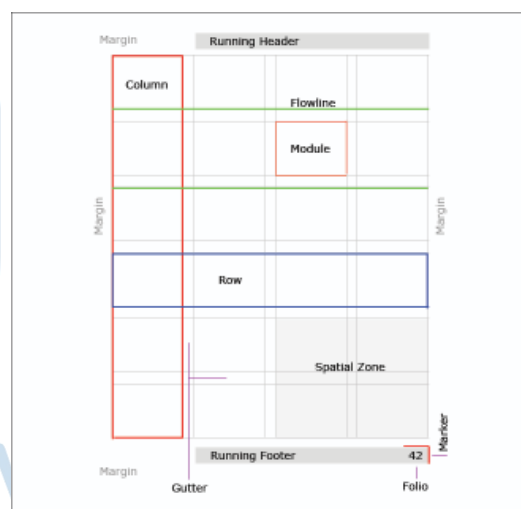 Margin
Running Header
Column
Flowline
Module
Margin
Margin
Row
Spatial Zone
Marker
Running Footer 42
Margin
Gutter
Folio